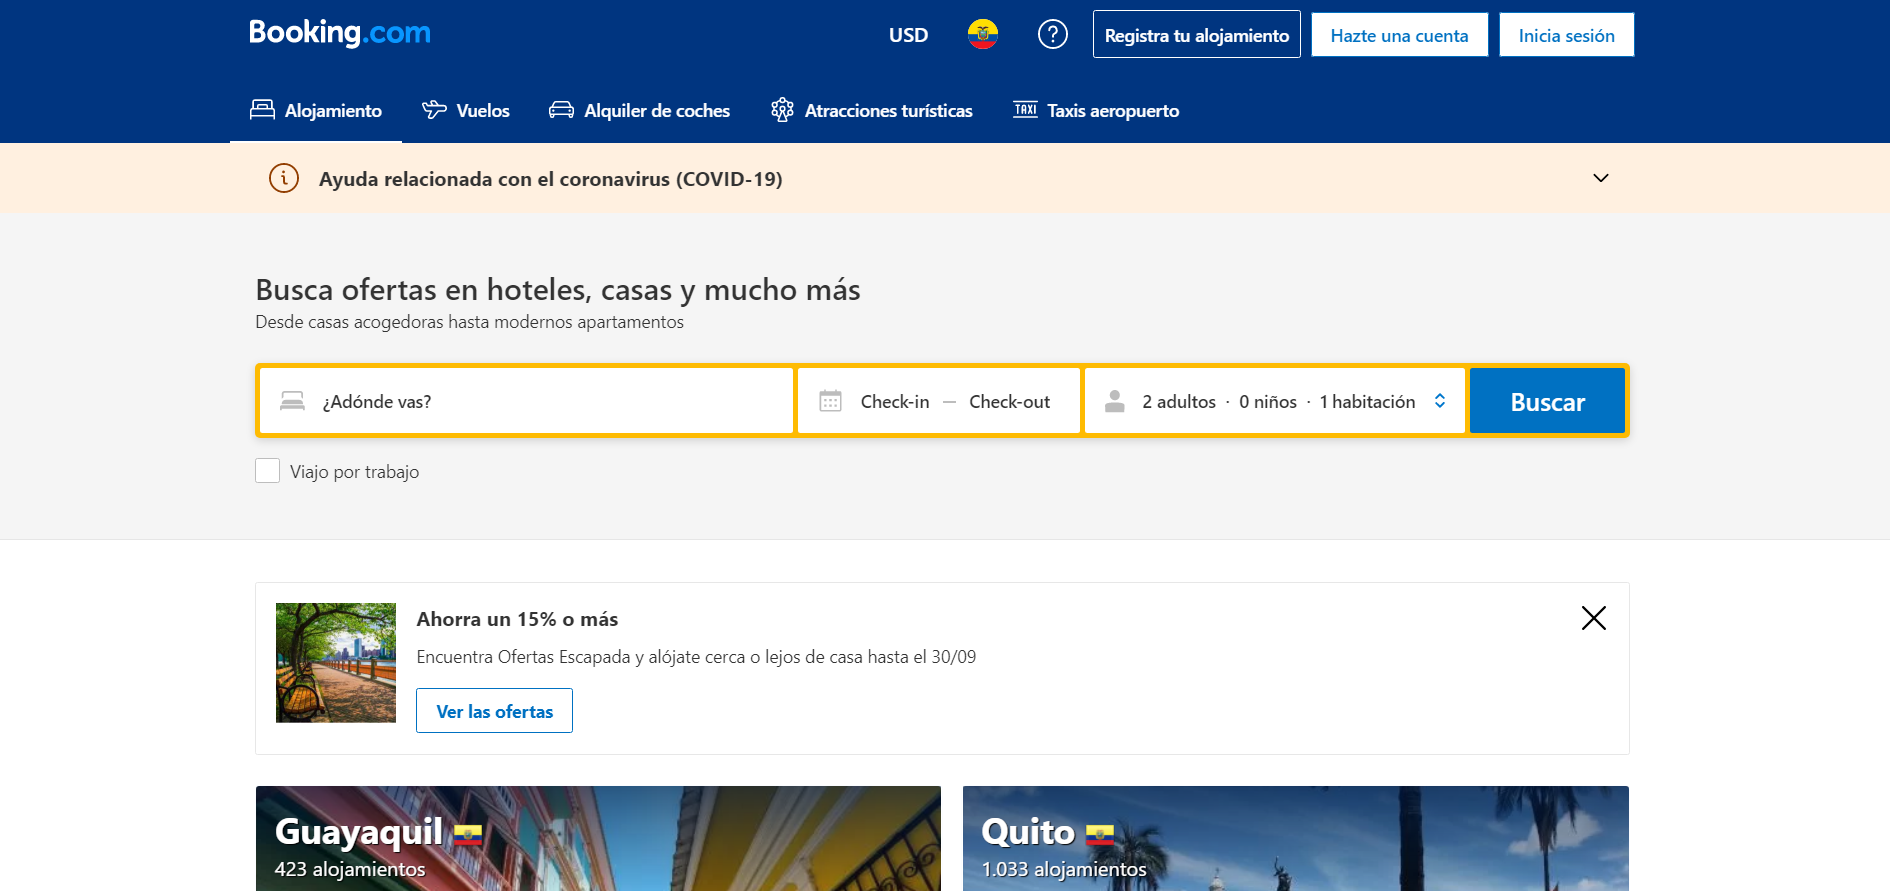 Booking.com
USD
Registra tu alojamiento
Hazte una cuenta
Inicia sesión
Alojamiento
Vuelos
Alquiler de coches
Atracciones turísticas
TAXI
Taxis aeropuerto
Ayuda relacionada con el coronavirus (COVID-19)
Busca ofertas en hoteles, casas y mucho más
Desde casas acogedoras hasta modernos apartamentos
¿Adónde vas?
Check-in — Check-out
2 adultos · 0 niños · 1 habitación
Buscar
Viajo por trabajo
Ahorra un 15% o más
Encuentra Ofertas Escapada y alójate cerca o lejos de casa hasta el 30/09
Ver las ofertas
Guayaquil
423 alojamientos
Quito
1.033 alojamientos